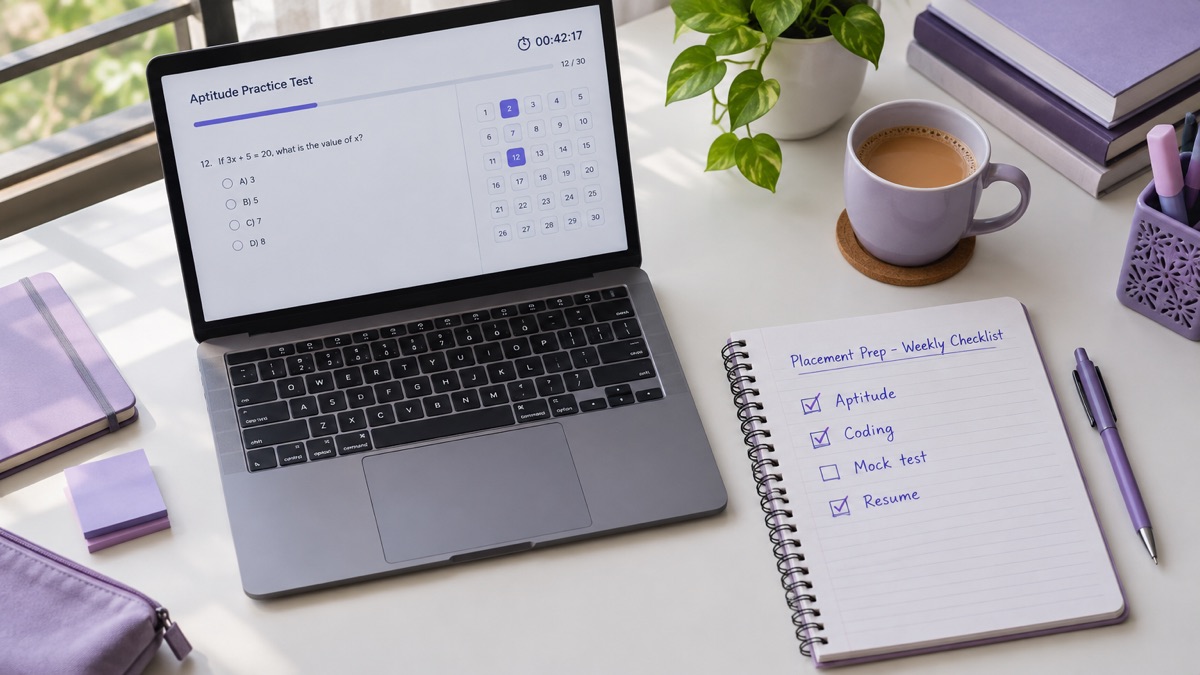 00:42:17
Aptitude Practice Test
12 / 30
12. If 3x + 5 = 20, what is the value of x?
A) 3
B) 5
C) 7
D) 8
1 2 3 4 5
6 7 8 9 10
11 12 13 14 15
16 17 18 19 20
21 22 23 24 25
26 27 28 29 30
Placement Prep - Weekly Checklist
Aptitude
Coding
Mock test
Resume